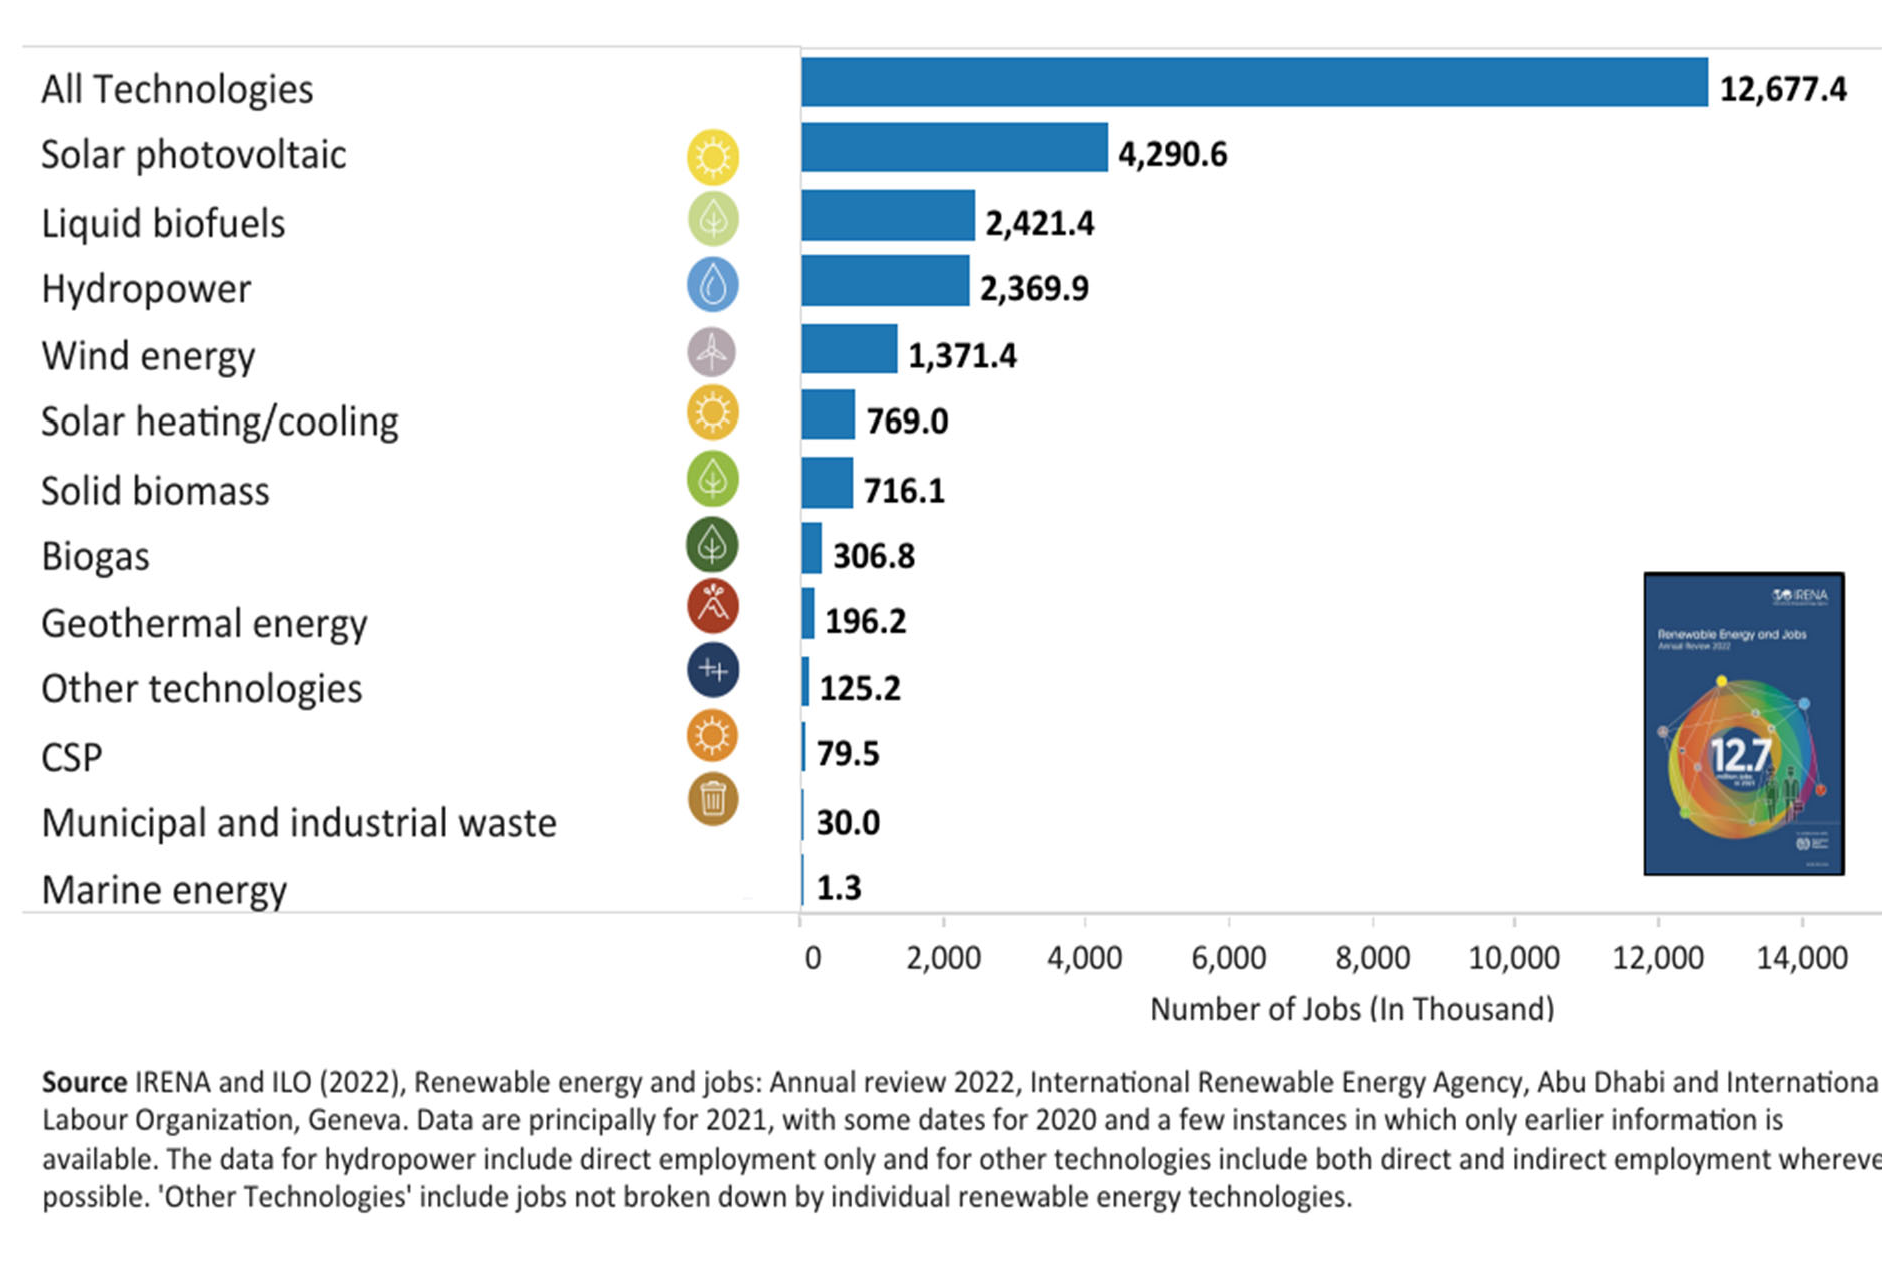 All Technologies 12,677.4
Solar photovoltaic 4,290.6
Liquid biofuels 2,421.4
Hydropower 2,369.9
Wind energy 1,371.4
Solar heating/cooling 769.0
Solid biomass 716.1
Biogas 306.8
Geothermal energy 196.2
Other technologies 125.2
CSP 79.5
Municipal and industrial waste 30.0
Marine energy 1.3
IRENA
Renewable Energy and Jobs
Annual Review 2022
12.7
million jobs
in 2021
0 2,000 4,000 6,000 8,000 10,000 12,000 14,000
Number of Jobs (In Thousand)
Source IRENA and ILO (2022), Renewable energy and jobs: Annual review 2022, International Renewable Energy Agency, Abu Dhabi and Internationa
Labour Organization, Geneva. Data are principally for 2021, with some dates for 2020 and a few instances in which only earlier information is
available. The data for hydropower include direct employment only and for other technologies include both direct and indirect employment whereve
possible. 'Other Technologies' include jobs not broken down by individual renewable energy technologies.